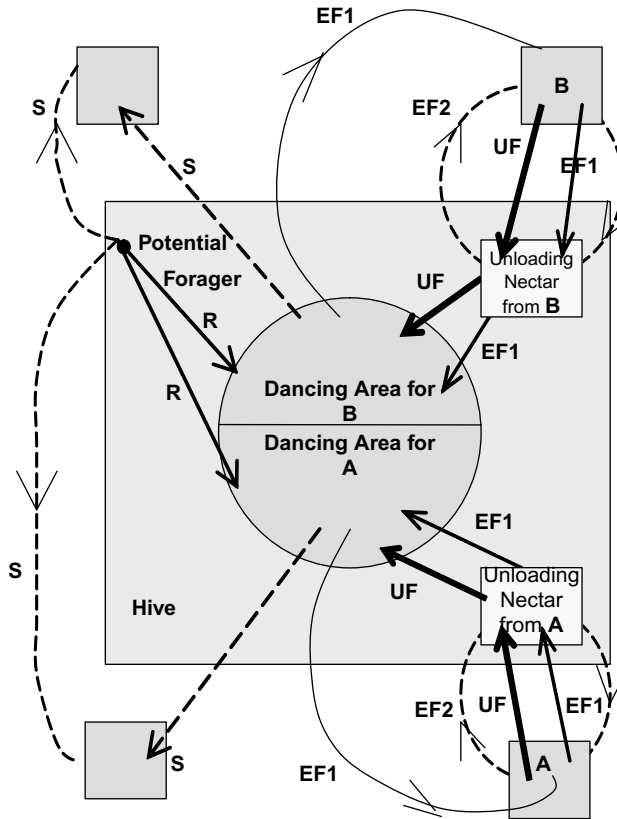 EF1
B
S
EF2
UF
EF1
S
Potential
Forager
Unloading
Nectar
from B
UF
R
EF1
R
Dancing Area for
B
Dancing Area for
A
EF1
S
Unloading
Nectar
from A
UF
Hive
EF2
UF
EF1
S
A
EF1